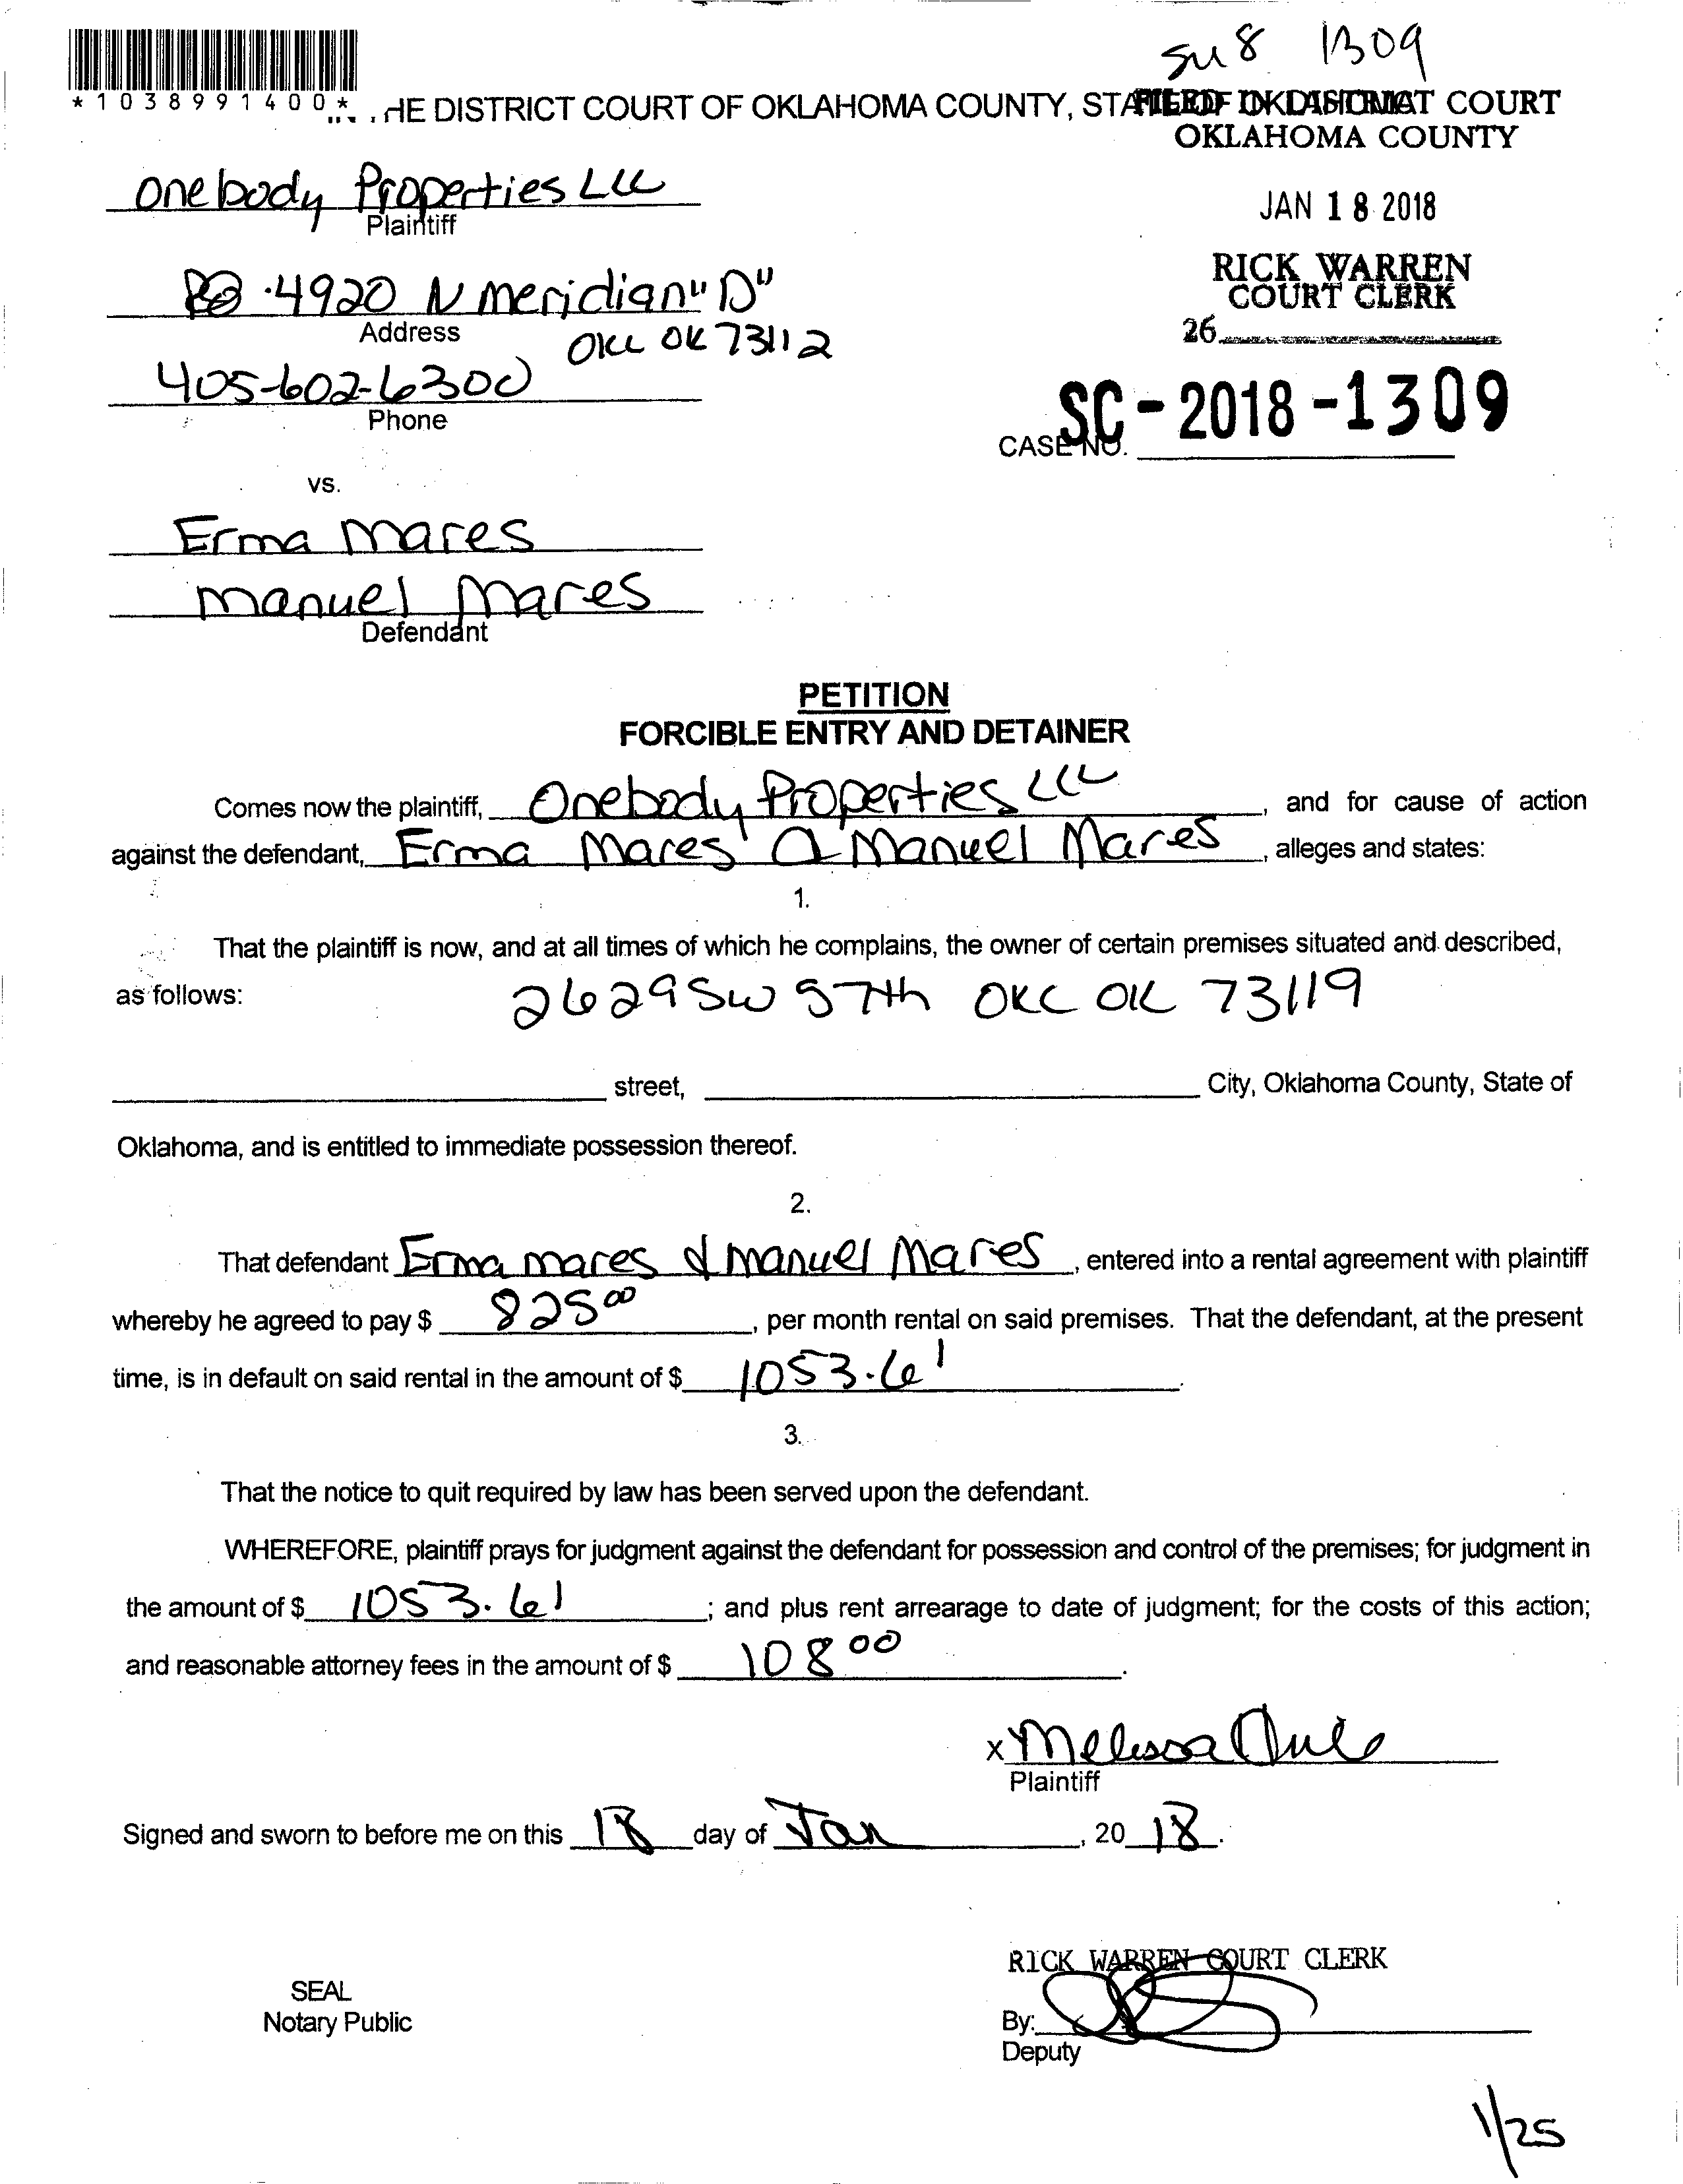 su8 1309
*1038991400*
HE DISTRICT COURT OF OKLAHOMA COUNTY, STATE OF OKLAHOMA
FILED IN DISTRICT COURT
OKLAHOMA COUNTY
Onebody Properties LLC
Plaintiff
JAN 18 2018
RICK WARREN
COURT CLERK
4920 N Meridian "D"
Address
OKC OK 73112
26
405-602-6300
Phone
SC-2018-1309
CASE NO.
vs.
Erma Mares
Manuel Mares
Defendant
PETITION
FORCIBLE ENTRY AND DETAINER
Comes now the plaintiff, Onebody Properties LLC, and for cause of action
against the defendant, Erma Mares & Manuel Mares, alleges and states:
1.
That the plaintiff is now, and at all times of which he complains, the owner of certain premises situated and described,
as follows: 2629 SW 57th OKC OK 73119
street, City, Oklahoma County, State of
Oklahoma, and is entitled to immediate possession thereof.
2.
That defendant Erma mares & Manuel Mares, entered into a rental agreement with plaintiff
whereby he agreed to pay $ 825 00, per month rental on said premises. That the defendant, at the present
time, is in default on said rental in the amount of $ 1053.61.
3.
That the notice to quit required by law has been served upon the defendant.
WHEREFORE, plaintiff prays for judgment against the defendant for possession and control of the premises; for judgment in
the amount of $ 1053.61; and plus rent arrearage to date of judgment; for the costs of this action;
and reasonable attorney fees in the amount of $ 108 00.
x Melissa
Plaintiff
Signed and sworn to before me on this 18 day of Jan, 20 18.
RICK WARREN COURT CLERK
SEAL
Notary Public
By:
Deputy
1/25